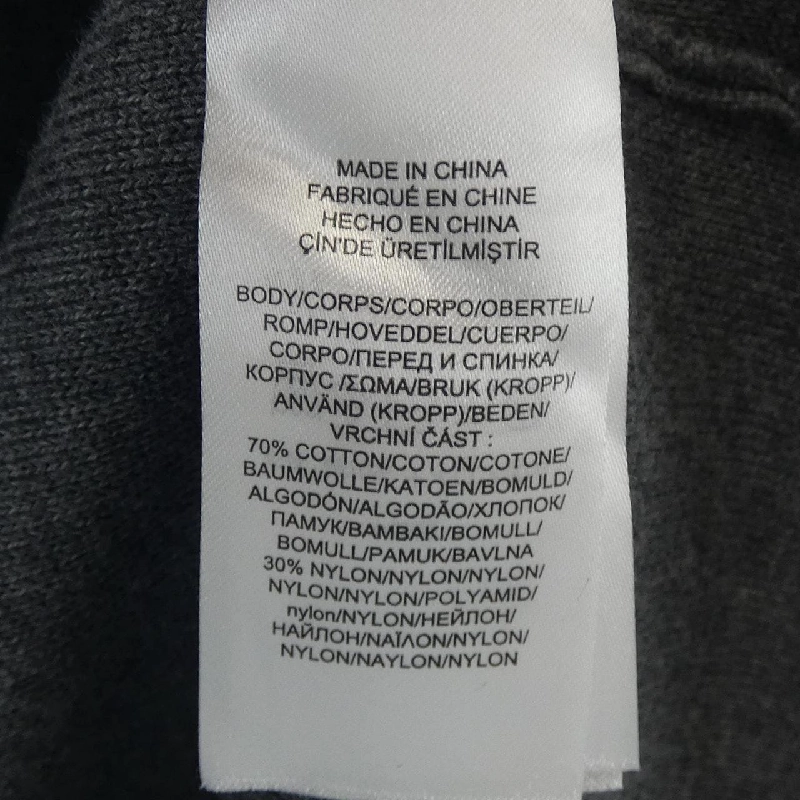 MADE IN CHINA
FABRIQUÉ EN CHINE
HECHO EN CHINA
ÇİN'DE ÜRETİLMİŞTİR
BODY/CORPS/CORPO/OBERTEIL/
ROMP/HOVEDDEL/CUERPO/
CORPO/ПЕРЕД И СПИНКА/
КОРПУС /ΣΩΜΑ/BRUK (KROPP)/
ANVÄND (KROPP)/BEDEN/
VRCHNÍ ČÁST :
70% COTTON/COTON/COTONE/
BAUMWOLLE/KATOEN/BOMULD/
ALGODÓN/ALGODÃO/ХЛОПОК/
ПАМУК/ΒΑΜΒΑΚΙ/BOMULL/
BOMULL/PAMUK/BAVLNA
30% NYLON/NYLON/NYLON/
NYLON/NYLON/POLYAMID/
nylon/NYLON/НЕЙЛОН/
НАЙЛОН/ΝΑΪΛΟΝ/NYLON/
NYLON/NAYLON/NYLON